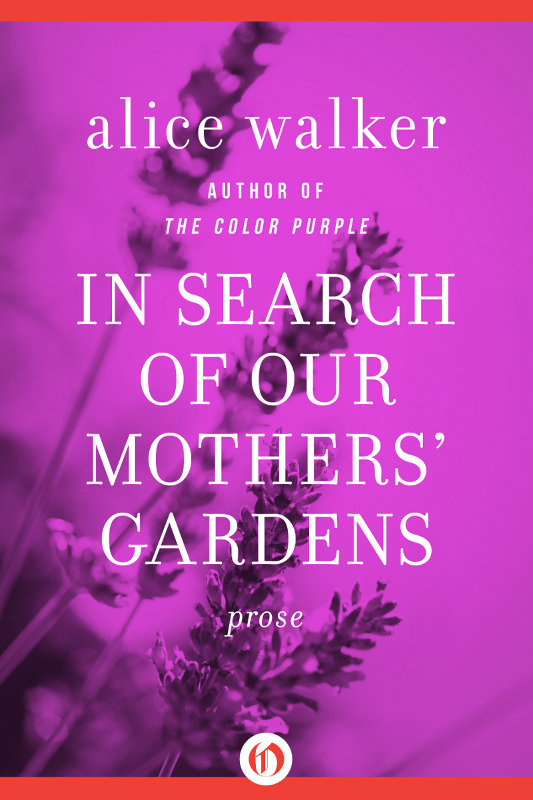 alice walker
AUTHOR OF
THE COLOR PURPLE
IN SEARCH
OF OUR
MOTHERS’
GARDENS
prose